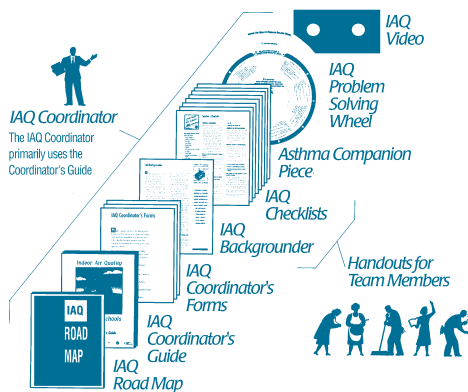 IAQ
Video
IAQ
Problem
Solving
Wheel
IAQ Coordinator
The IAQ Coordinator
primarily uses the
Coordinator's Guide
Asthma Companion
Piece
IAQ
Checklists
IAQ
Backgrounder
Handouts for
Team Members
IAQ
Coordinator's
Forms
IAQ Coordinator's Forms
Indoor Air Quality
IAQ
Coordinator's
Guide
IAQ
ROAD
MAP
IAQ
Road Map